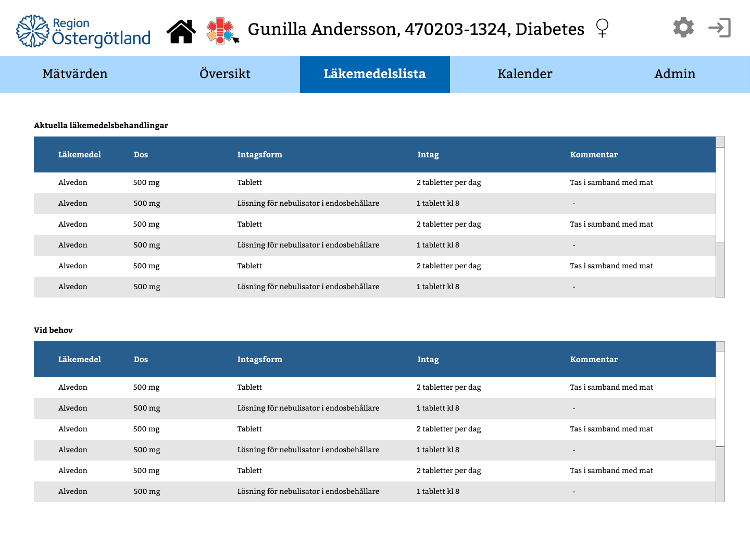 Region
Östergötland
Gunilla Andersson, 470203-1324, Diabetes
Mätvärden Översikt Läkemedelslista Kalender Admin
Aktuella läkemedelsbehandlingar
Läkemedel Dos Intagsform Intag Kommentar
Alvedon 500 mg Tablett 2 tabletter per dag Tas i samband med mat
Alvedon 500 mg Lösning för nebulisator i endosbehållare 1 tablett kl 8 -
Alvedon 500 mg Tablett 2 tabletter per dag Tas i samband med mat
Alvedon 500 mg Lösning för nebulisator i endosbehållare 1 tablett kl 8 -
Alvedon 500 mg Tablett 2 tabletter per dag Tas i samband med mat
Alvedon 500 mg Lösning för nebulisator i endosbehållare 1 tablett kl 8 -
Vid behov
Läkemedel Dos Intagsform Intag Kommentar
Alvedon 500 mg Tablett 2 tabletter per dag Tas i samband med mat
Alvedon 500 mg Lösning för nebulisator i endosbehållare 1 tablett kl 8 -
Alvedon 500 mg Tablett 2 tabletter per dag Tas i samband med mat
Alvedon 500 mg Lösning för nebulisator i endosbehållare 1 tablett kl 8 -
Alvedon 500 mg Tablett 2 tabletter per dag Tas i samband med mat
Alvedon 500 mg Lösning för nebulisator i endosbehållare 1 tablett kl 8 -